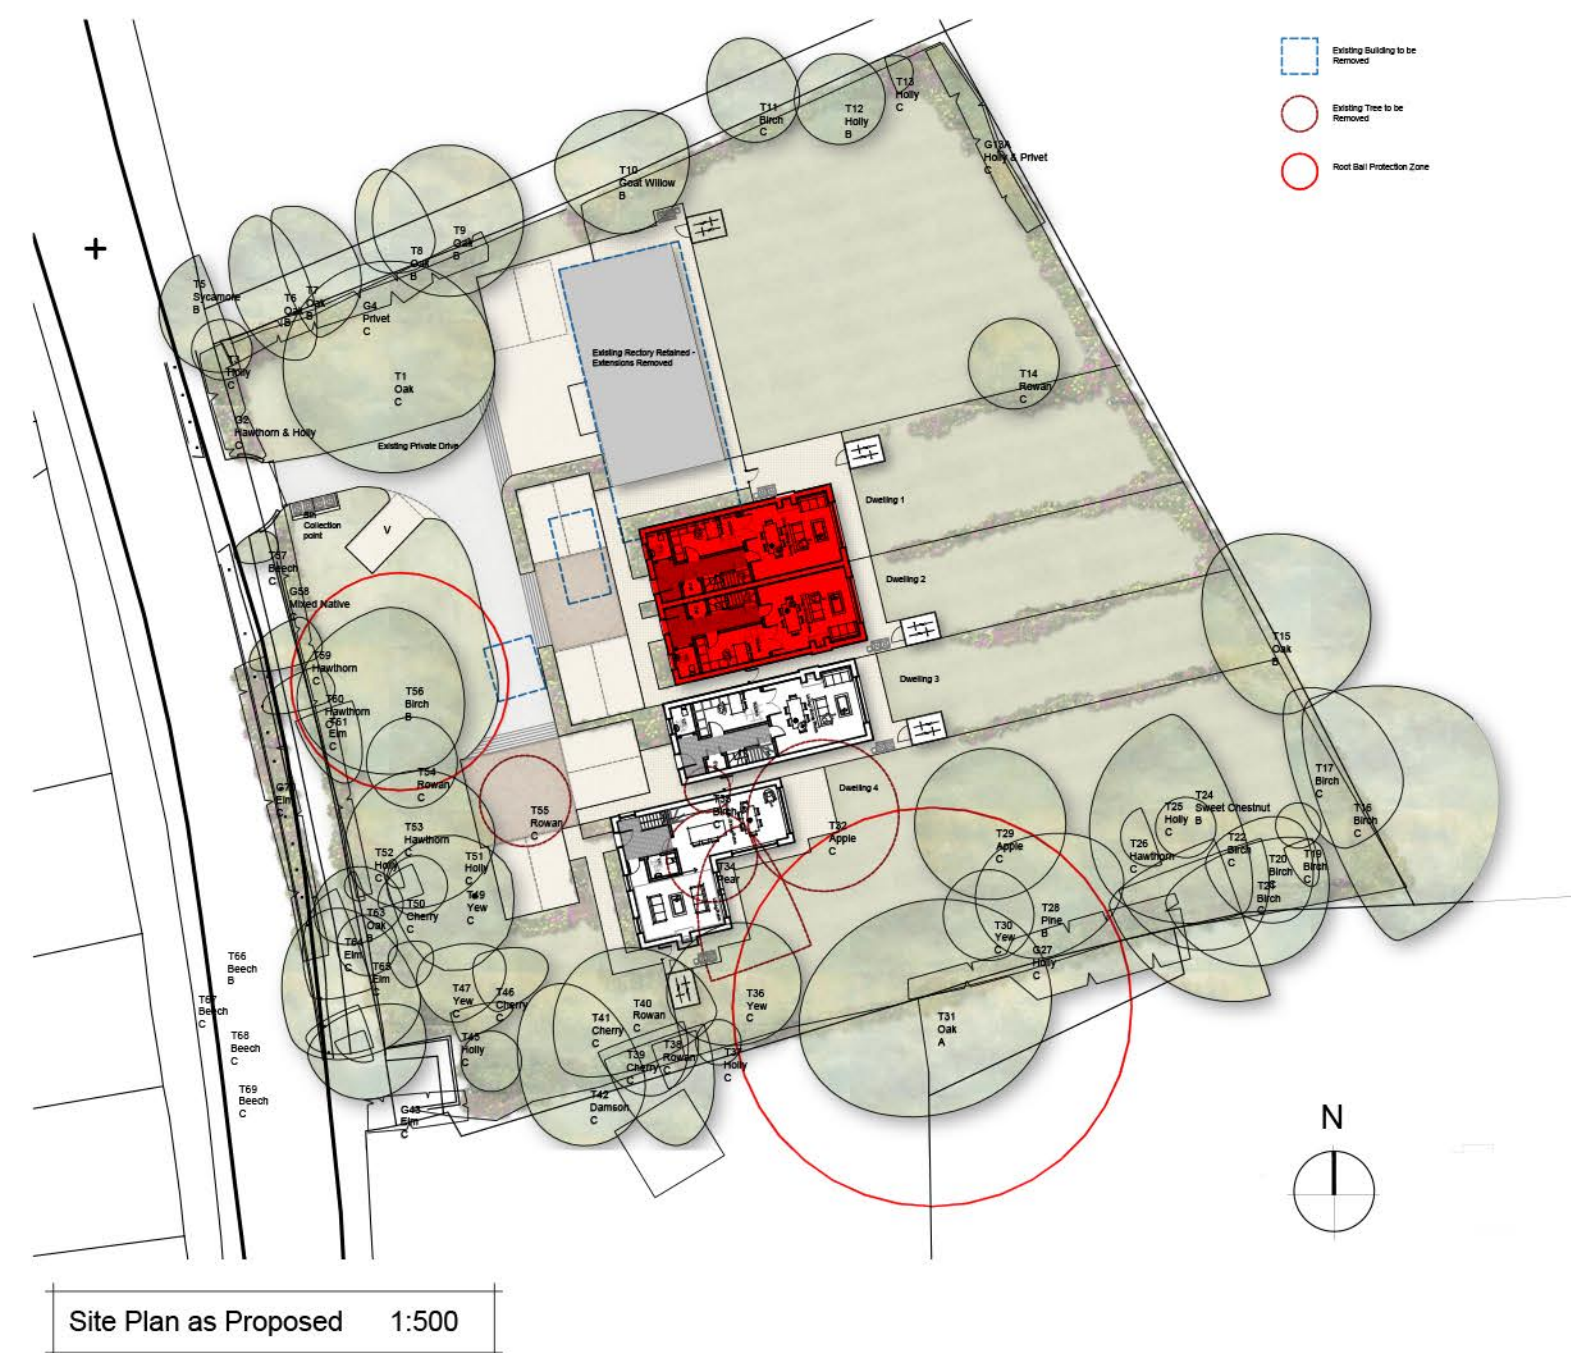 Existing Building to be
Removed
Existing Tree to be
Removed
Root Ball Protection Zone
T11
Birch
C
T12
Holly
B
T13
Holly
C
G13A
Holly & Privet
C
T10
Goat Willow
B
T9
Oak
B
T8
Oak
B
T5
Sycamore
B
T6
Oak
B
T7
Oak
B
G4
Privet
C
Holly
C
T1
Oak
C
G2
Hawthorn & Holly
C
Existing Private Drive
Existing Rectory Retained -
Extensions Removed
T14
Rowan
C
Bin
Collection
point
V
Dwelling 1
Dwelling 2
Dwelling 3
Dwelling 4
T57
Beech
C
G58
Mixed Native
T59
Hawthorn
C
T60
Hawthorn
C
T61
Elm
C
T56
Birch
B
T15
Oak
B
T54
Rowan
C
T55
Rowan
C
Elm
C
T53
Hawthorn
C
T52
Holly
C
T51
Holly
C
T50
Cherry
C
T49
Yew
C
Birch
C
T32
Apple
C
T34
Pear
T29
Apple
C
T17
Birch
C
T16
Birch
C
T24
Sweet Chestnut
B
T25
Holly
C
T26
Hawthorn
C
T22
Birch
C
T20
Birch
C
T19
Birch
C
Birch
C
T28
Pine
B
T30
Yew
C
G27
Holly
C
T31
Oak
A
T63
Oak
B
T64
Elm
C
T65
Elm
C
T66
Beech
B
T67
Beech
C
T68
Beech
C
T69
Beech
C
T47
Yew
C
T46
Cherry
C
T45
Holly
C
T41
Cherry
C
T40
Rowan
C
T36
Yew
C
T39
Cherry
C
T38
Rowan
C
T37
Holly
C
T42
Damson
C
G43
Elm
C
N
Site Plan as Proposed 1:500